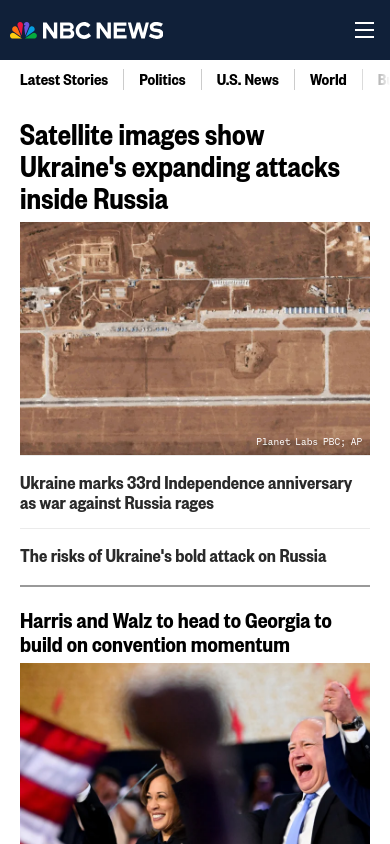 NBC NEWS
Latest Stories
Politics
U.S. News
World
Satellite images show
Ukraine's expanding attacks
inside Russia
Planet Labs PBC; AP
Ukraine marks 33rd Independence anniversary
as war against Russia rages
The risks of Ukraine's bold attack on Russia
Harris and Walz to head to Georgia to
build on convention momentum